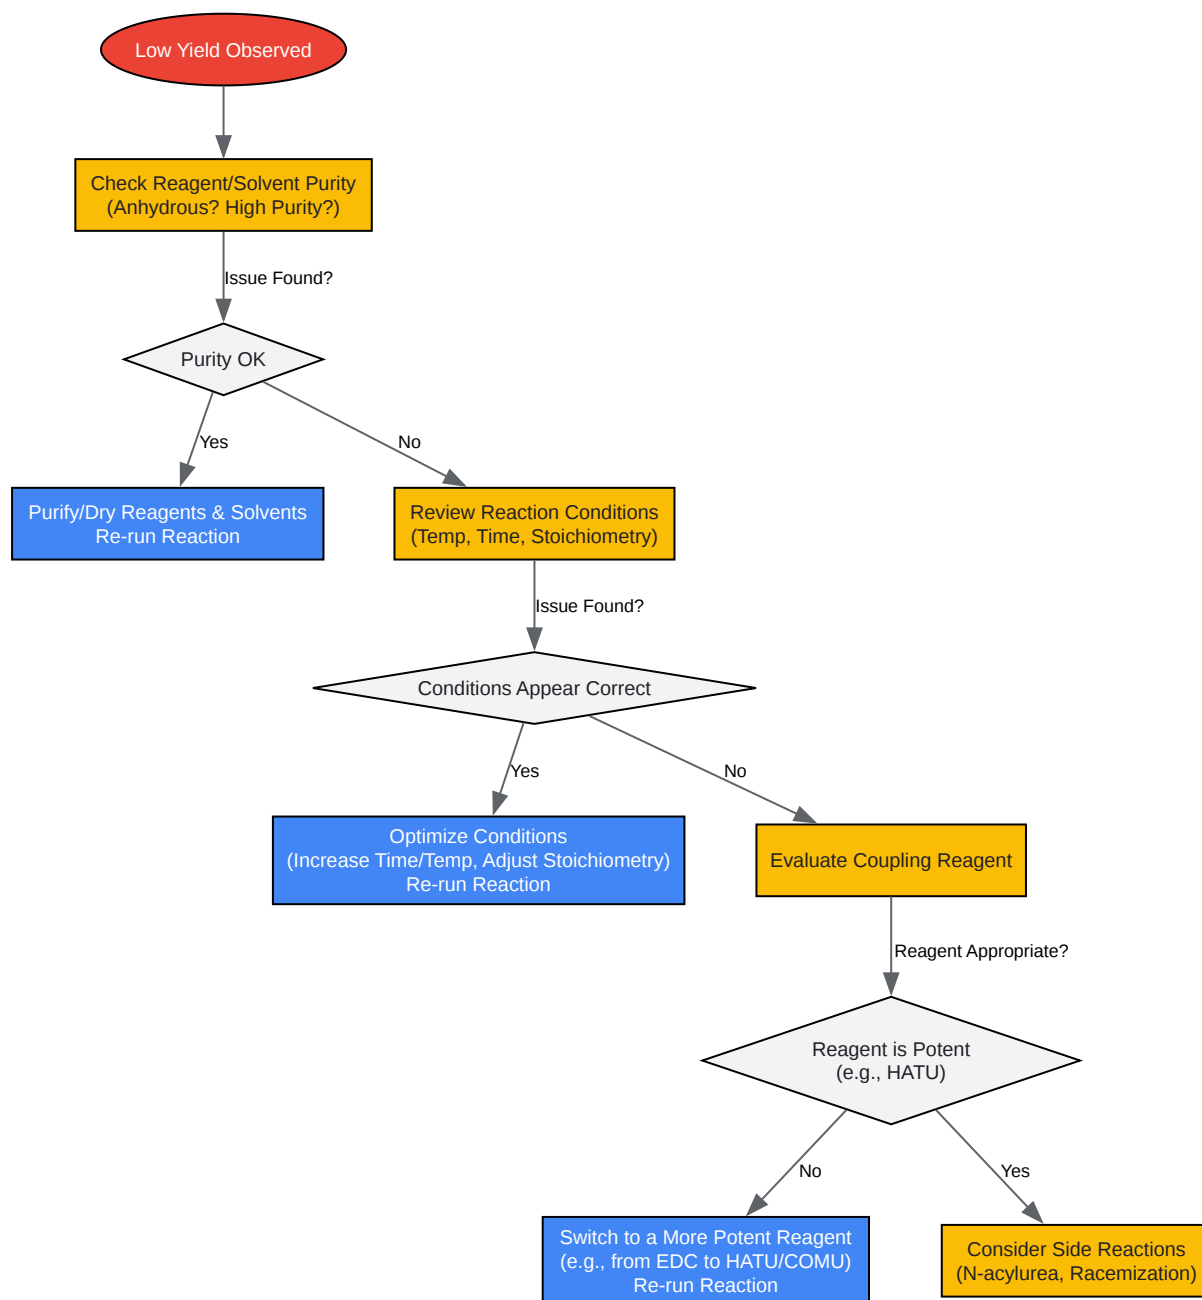 Low Yield Observed
Check Reagent/Solvent Purity
(Anhydrous? High Purity?)
Issue Found?
Purity OK
Yes
No
Purify/Dry Reagents & Solvents
Re-run Reaction
Review Reaction Conditions
(Temp, Time, Stoichiometry)
Issue Found?
Conditions Appear Correct
Yes
No
Optimize Conditions
(Increase Time/Temp, Adjust Stoichiometry)
Re-run Reaction
Evaluate Coupling Reagent
Reagent Appropriate?
Reagent is Potent
(e.g., HATU)
No
Yes
Switch to a More Potent Reagent
(e.g., from EDC to HATU/COMU)
Re-run Reaction
Consider Side Reactions
(N-acylurea, Racemization)